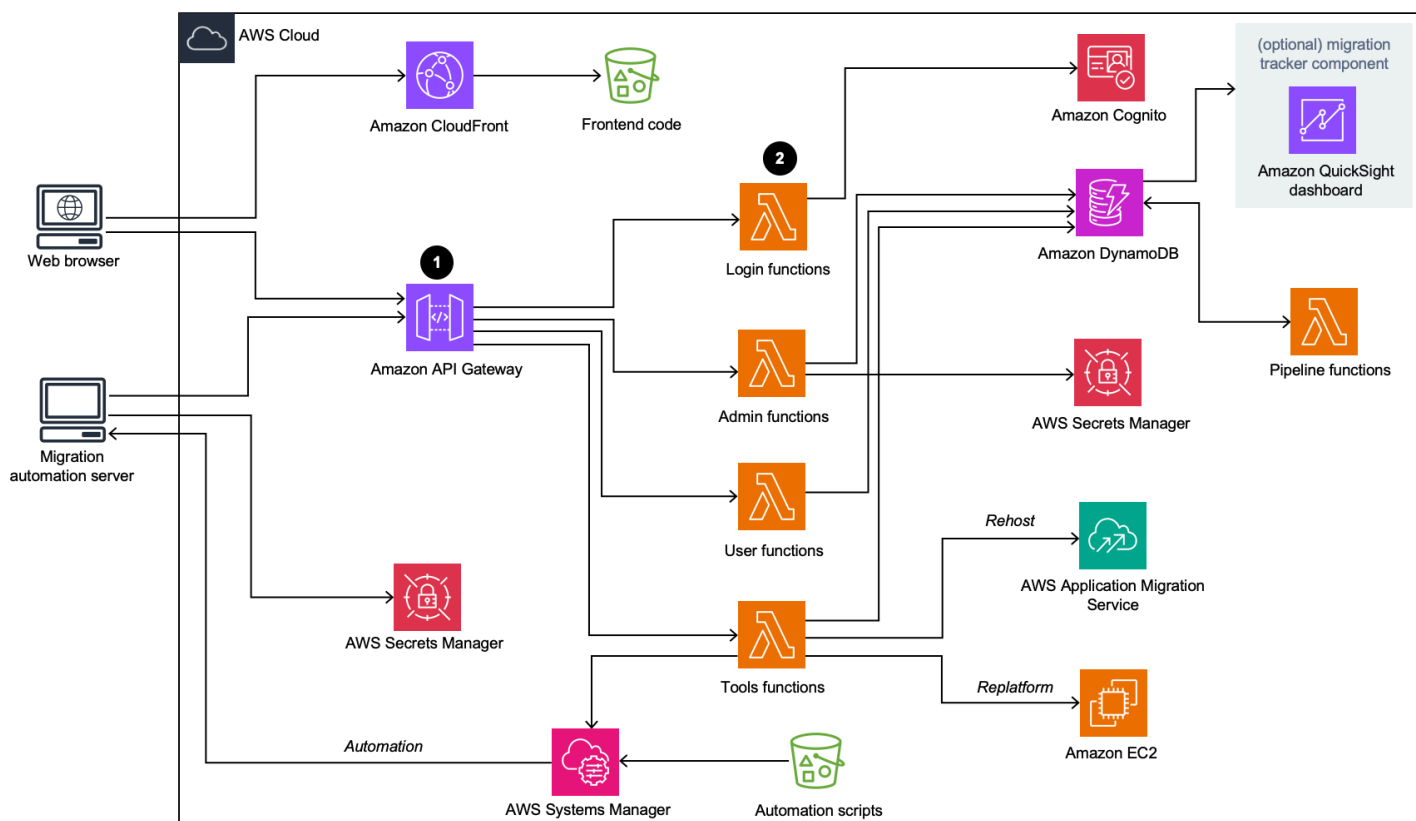 AWS Cloud
(optional) migration
tracker component
Amazon CloudFront
Frontend code
Amazon Cognito
2
Amazon QuickSight
dashboard
Web browser
1
Login functions
Amazon DynamoDB
Amazon API Gateway
Pipeline functions
Admin functions
AWS Secrets Manager
Migration
automation server
User functions
Rehost
AWS Application Migration
Service
AWS Secrets Manager
Tools functions
Replatform
Automation
Amazon EC2
AWS Systems Manager
Automation scripts